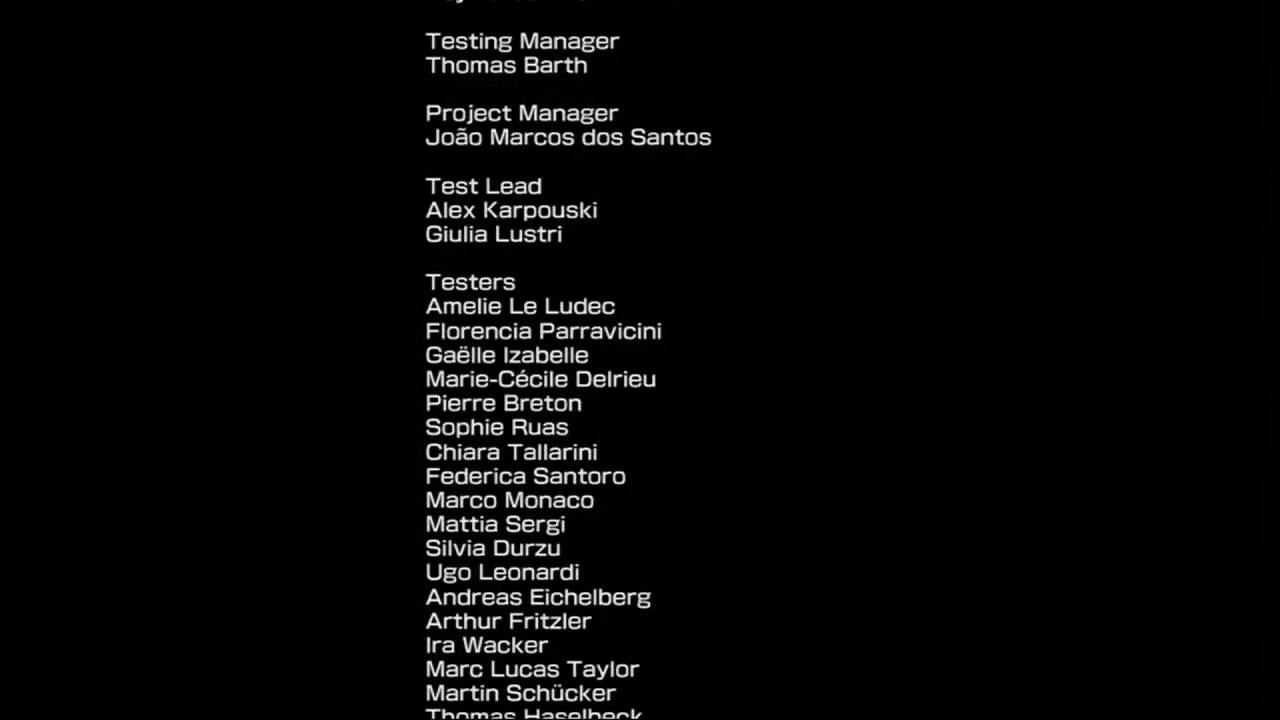 Testing Manager
Thomas Barth
Project Manager
João Marcos dos Santos
Test Lead
Alex Karpouski
Giulia Lustri
Testers
Amelie Le Ludec
Florencia Parravicini
Gaëlle Izabelle
Marie-Cécile Delrieu
Pierre Breton
Sophie Ruas
Chiara Tallarini
Federica Santoro
Marco Monaco
Mattia Sergi
Silvia Durzu
Ugo Leonardi
Andreas Eichelberg
Arthur Fritzler
Ira Wacker
Marc Lucas Taylor
Martin Schücker
Thomas Haselbeck